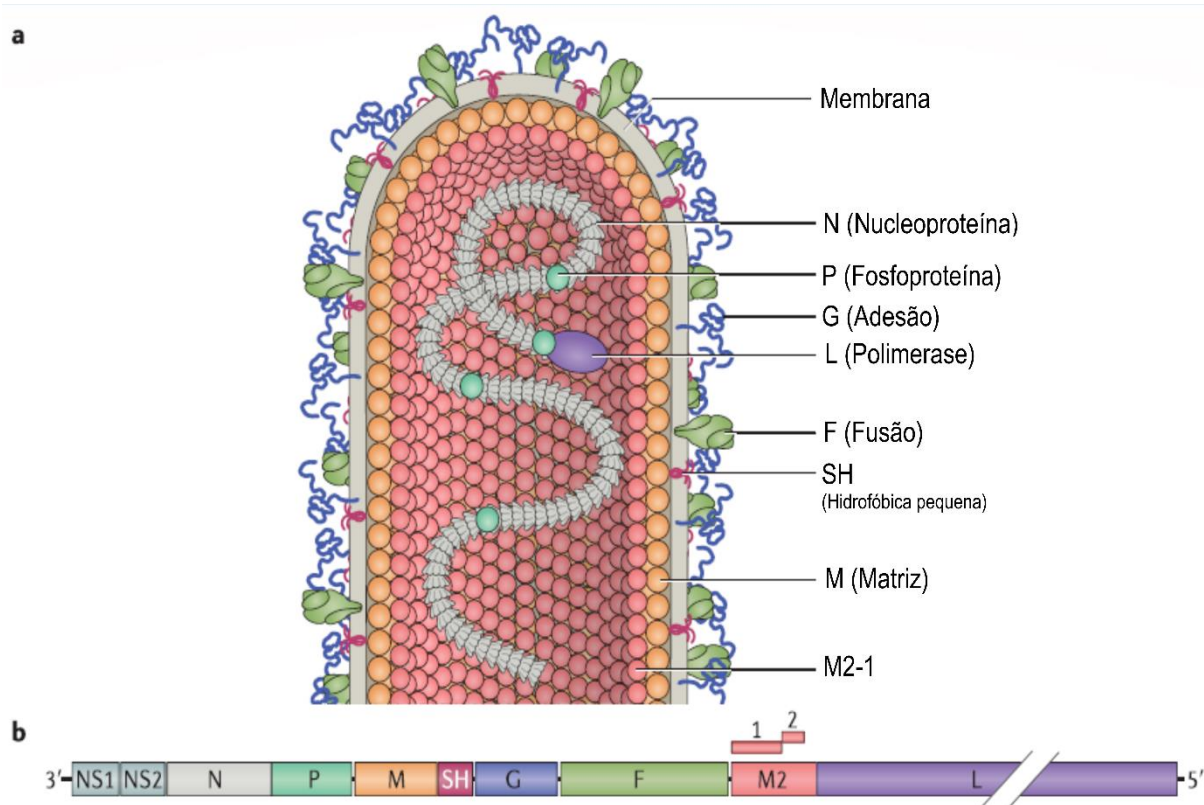 a
Membrana
N (Nucleoproteína)
P (Fosfoproteína)
G (Adesão)
L (Polimerase)
F (Fusão)
SH
(Hidrofóbica pequena)
M (Matriz)
M2-1
b
1 2
3' NS1 NS2 N P M SH G F M2 L 5'